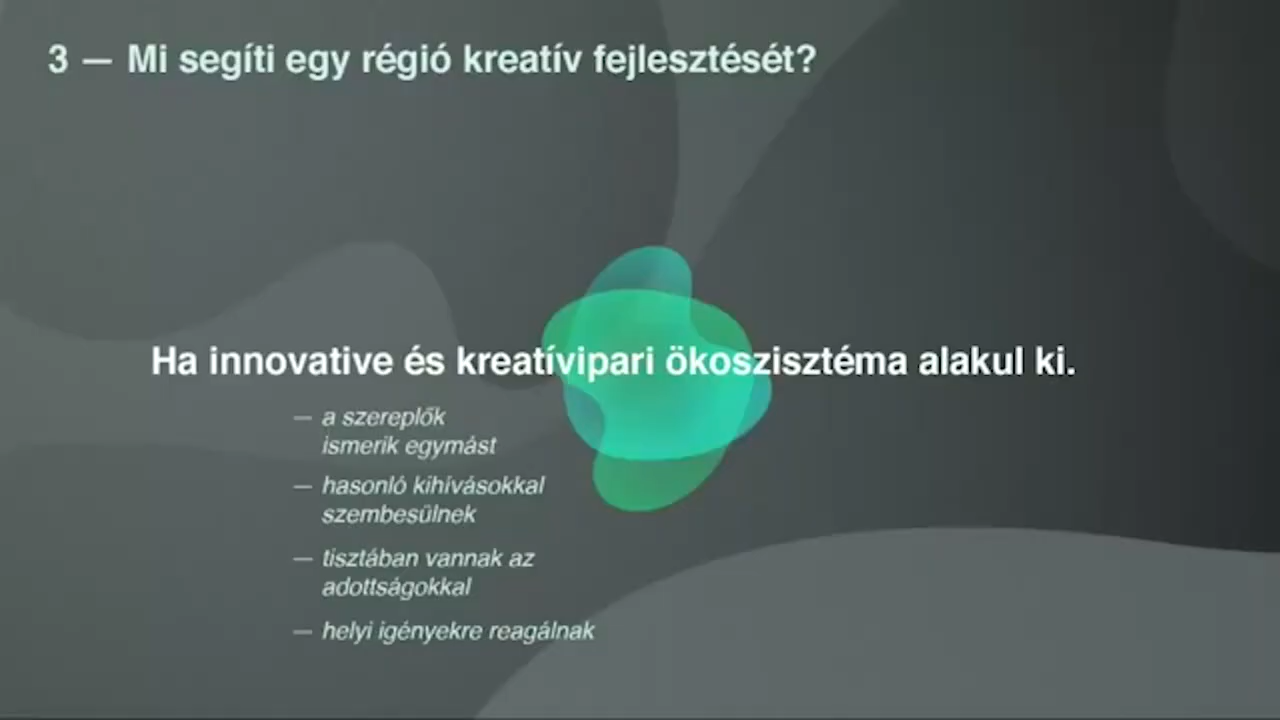 3 — Mi segíti egy régió kreatív fejlesztését?
Ha innovative és kreatívipari ökoszisztéma alakul ki.
— a szereplők
ismerik egymást
— hasonló kihívásokkal
szembesülnek
— tisztában vannak az
adottságokkal
— helyi igényekre reagálnak